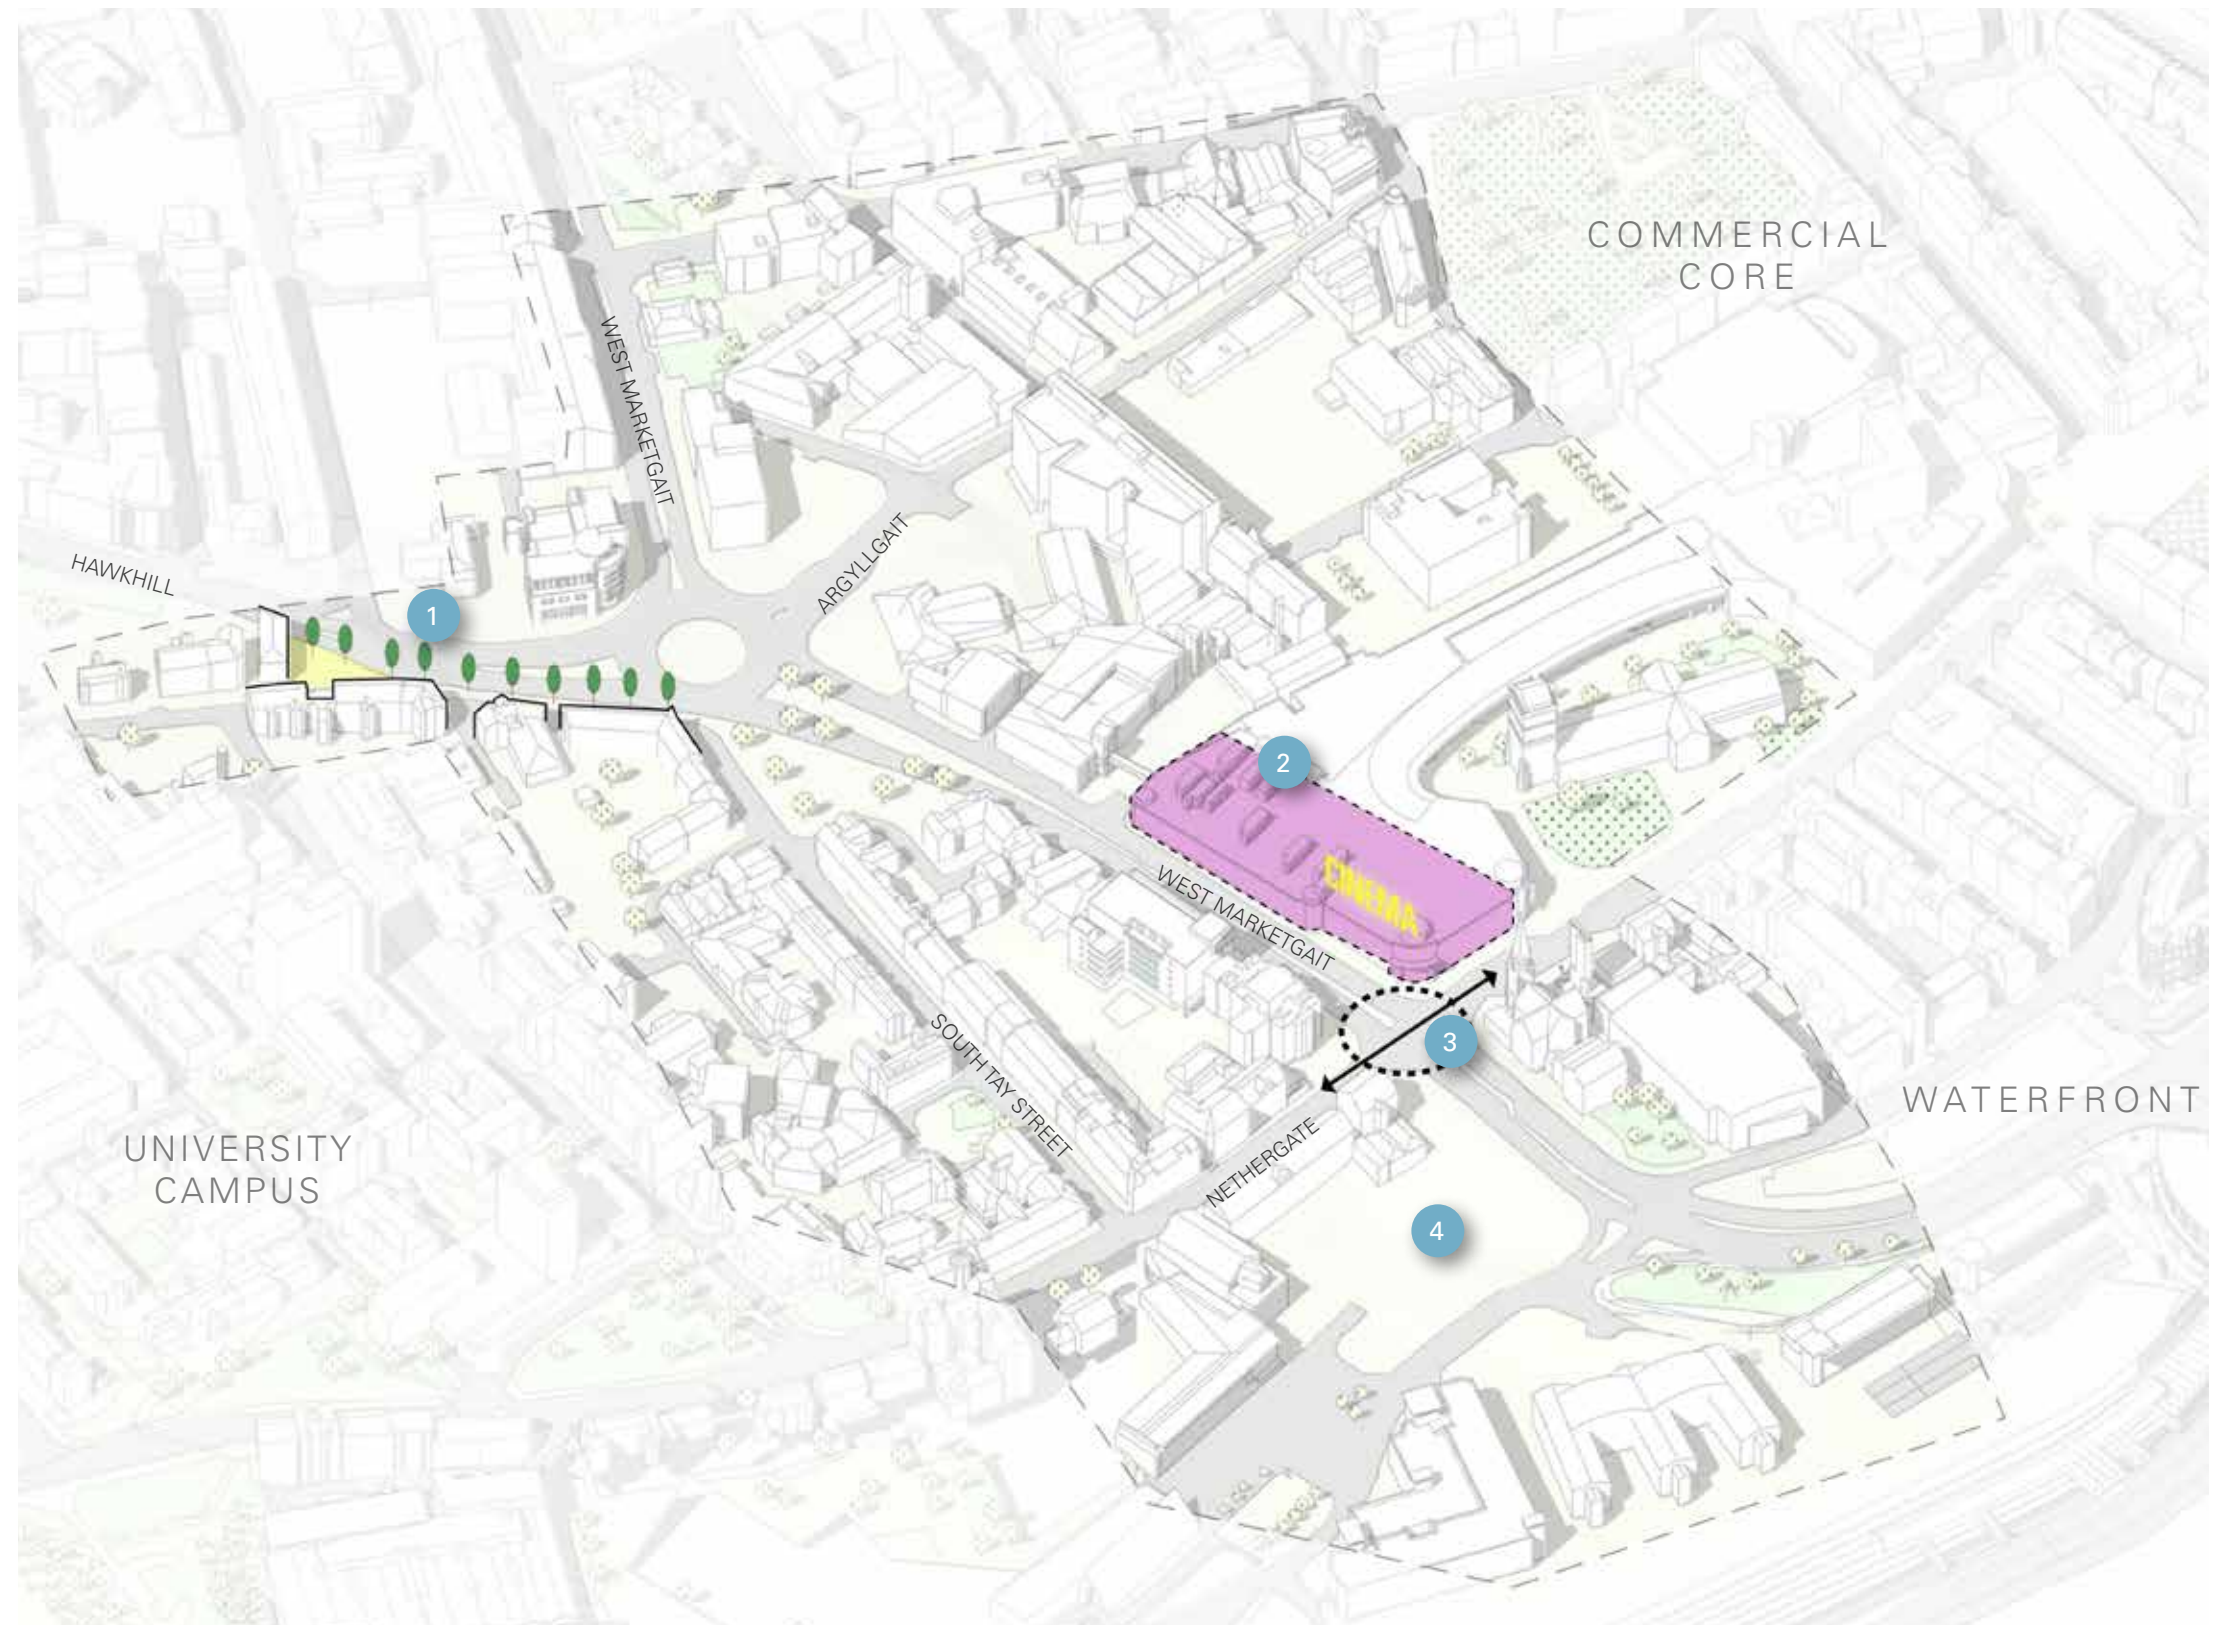 COMMERCIAL
CORE
WEST MARKETGAIT
ARGYLLGAIT
HAWKHILL
1
2
CINEMA
WEST MARKETGAIT
3
SOUTH TAY STREET
NETHERGATE
WATERFRONT
UNIVERSITY
CAMPUS
4